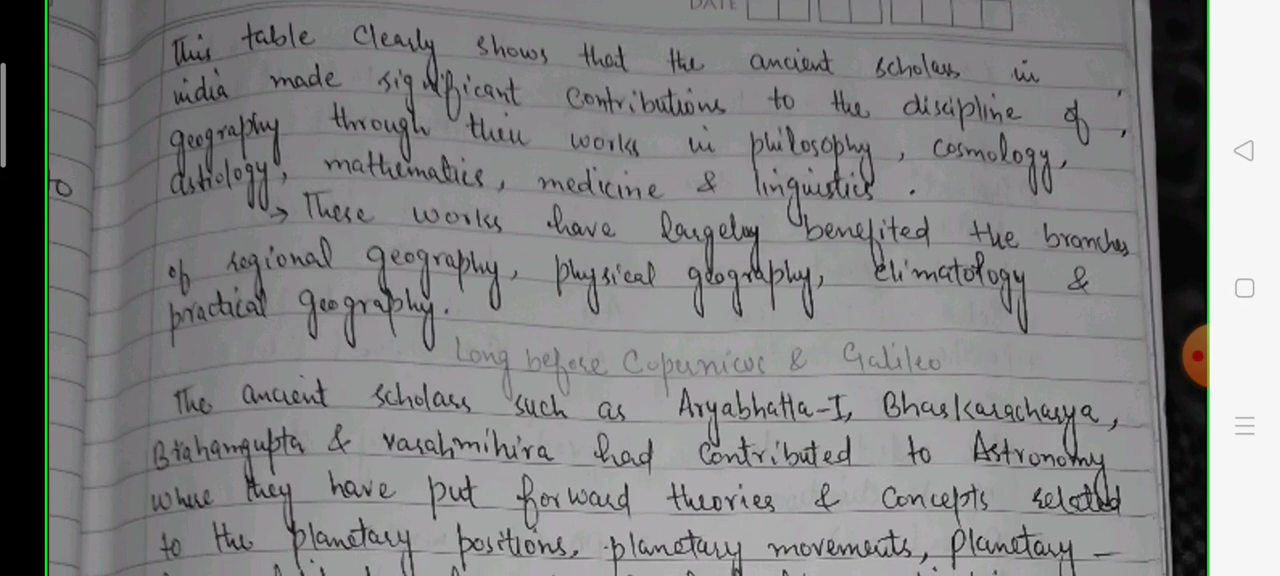 DATE
This table clearly shows that the ancient scholars in
india made significant contributions to the discipline of
geography through their works in philosophy, cosmology,
astrology, mathematics, medicine & linguistics.
→ These works have largely benefited the branches
of regional geography, physical geography, climatology &
practical geography.
Long before Copernicus & Galileo
The ancient scholars such as Aryabhatta-I, Bhaskaracharya,
Brahamgupta & varahmihira had contributed to Astronomy
where they have put forward theories & concepts related
to the planetary positions, planetary movements, planetary –